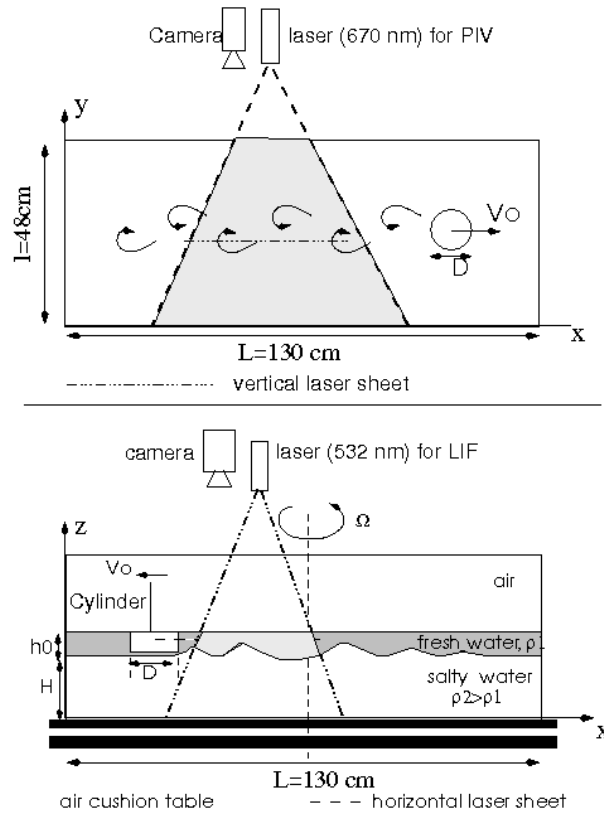 Camera
laser (670 nm) for PIV
y
l=48cm
Vo
D
L=130 cm
x
vertical laser sheet
camera
laser (532 nm) for LIF
z
Ω
Vo
air
Cylinder
h0
fresh water, ρ1
D
salty water
H
ρ2>ρ1
x
L=130 cm
air cushion table
horizontal laser sheet